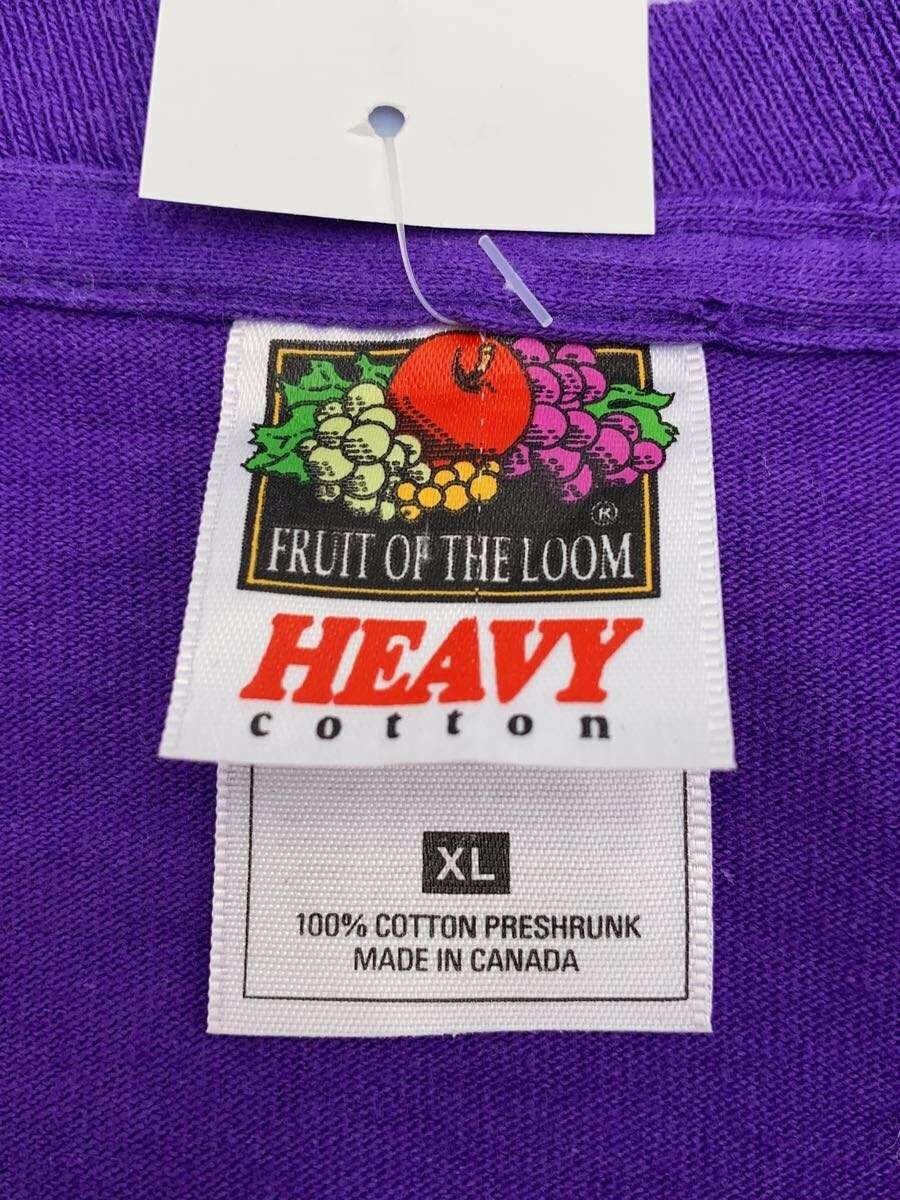 ®
FRUIT OF THE LOOM
HEAVY
cotton
XL
100% COTTON PRESHRUNK
MADE IN CANADA